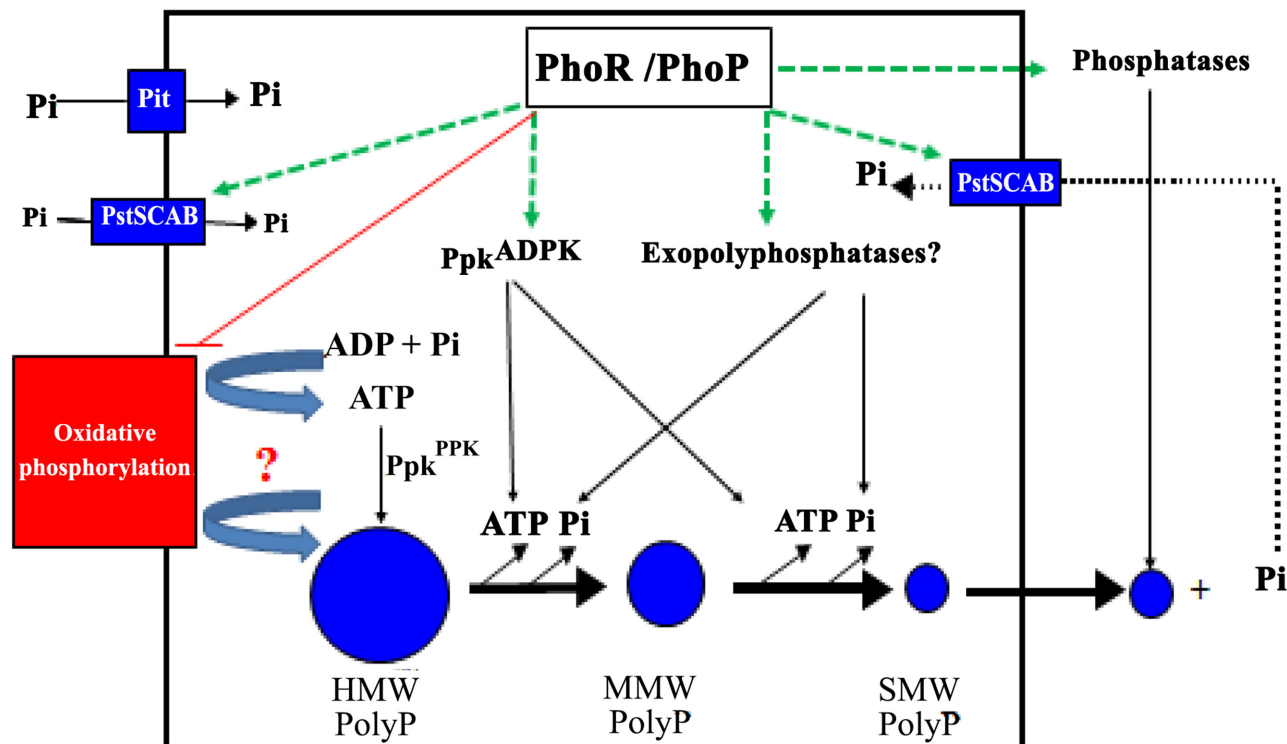 PhoR /PhoP
Phosphatases
Pi
Pit
Pi
Pi
PstSCAB
Pi
Pi
PstSCAB
Pi
Ppk ADPK
Exopolyphosphatases?
ADP + Pi
ATP
Oxidative
phosphorylation
?
Ppk PPK
ATP Pi
ATP Pi
+
Pi
HMW
PolyP
MMW
PolyP
SMW
PolyP